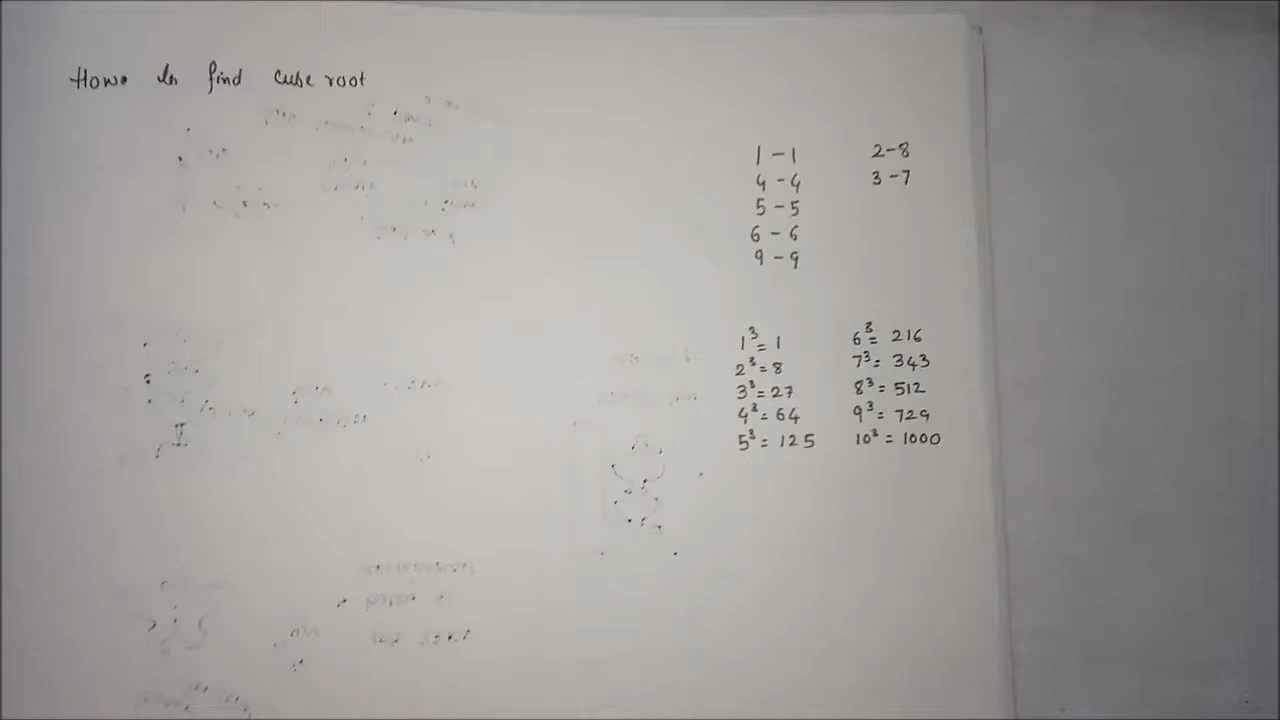 How to find cube root
1 - 1
4 - 4
5 - 5
6 - 6
9 - 9
2 - 8
3 - 7
1³ = 1
2³ = 8
3³ = 27
4³ = 64
5³ = 125
6³ = 216
7³ = 343
8³ = 512
9³ = 729
10³ = 1000